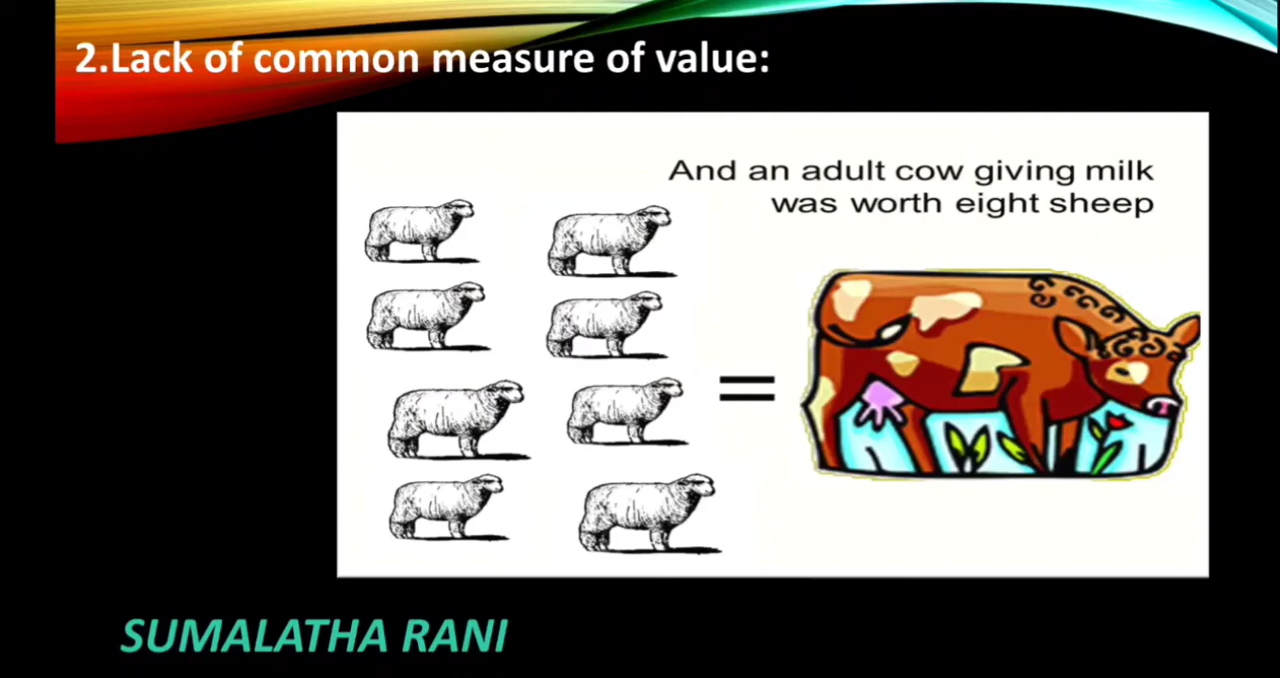 2.Lack of common measure of value:
And an adult cow giving milk
was worth eight sheep
=
SUMALATHA RANI